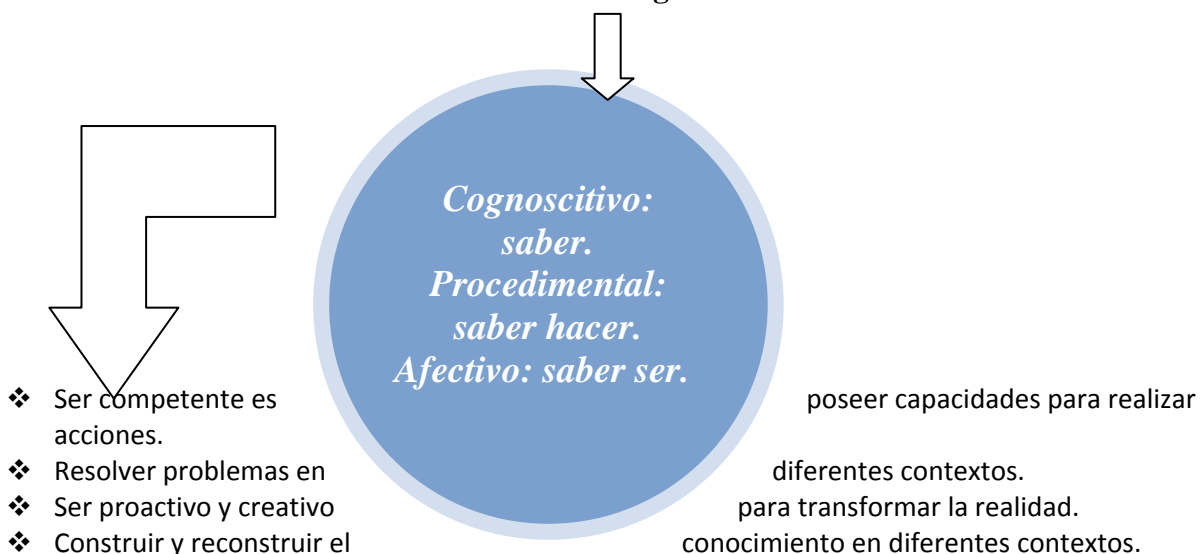 Cognoscitivo:
saber.
Procedimental:
saber hacer.
Afectivo: saber ser.
❖ Ser competente es poseer capacidades para realizar
acciones.
❖ Resolver problemas en diferentes contextos.
❖ Ser proactivo y creativo para transformar la realidad.
❖ Construir y reconstruir el conocimiento en diferentes contextos.